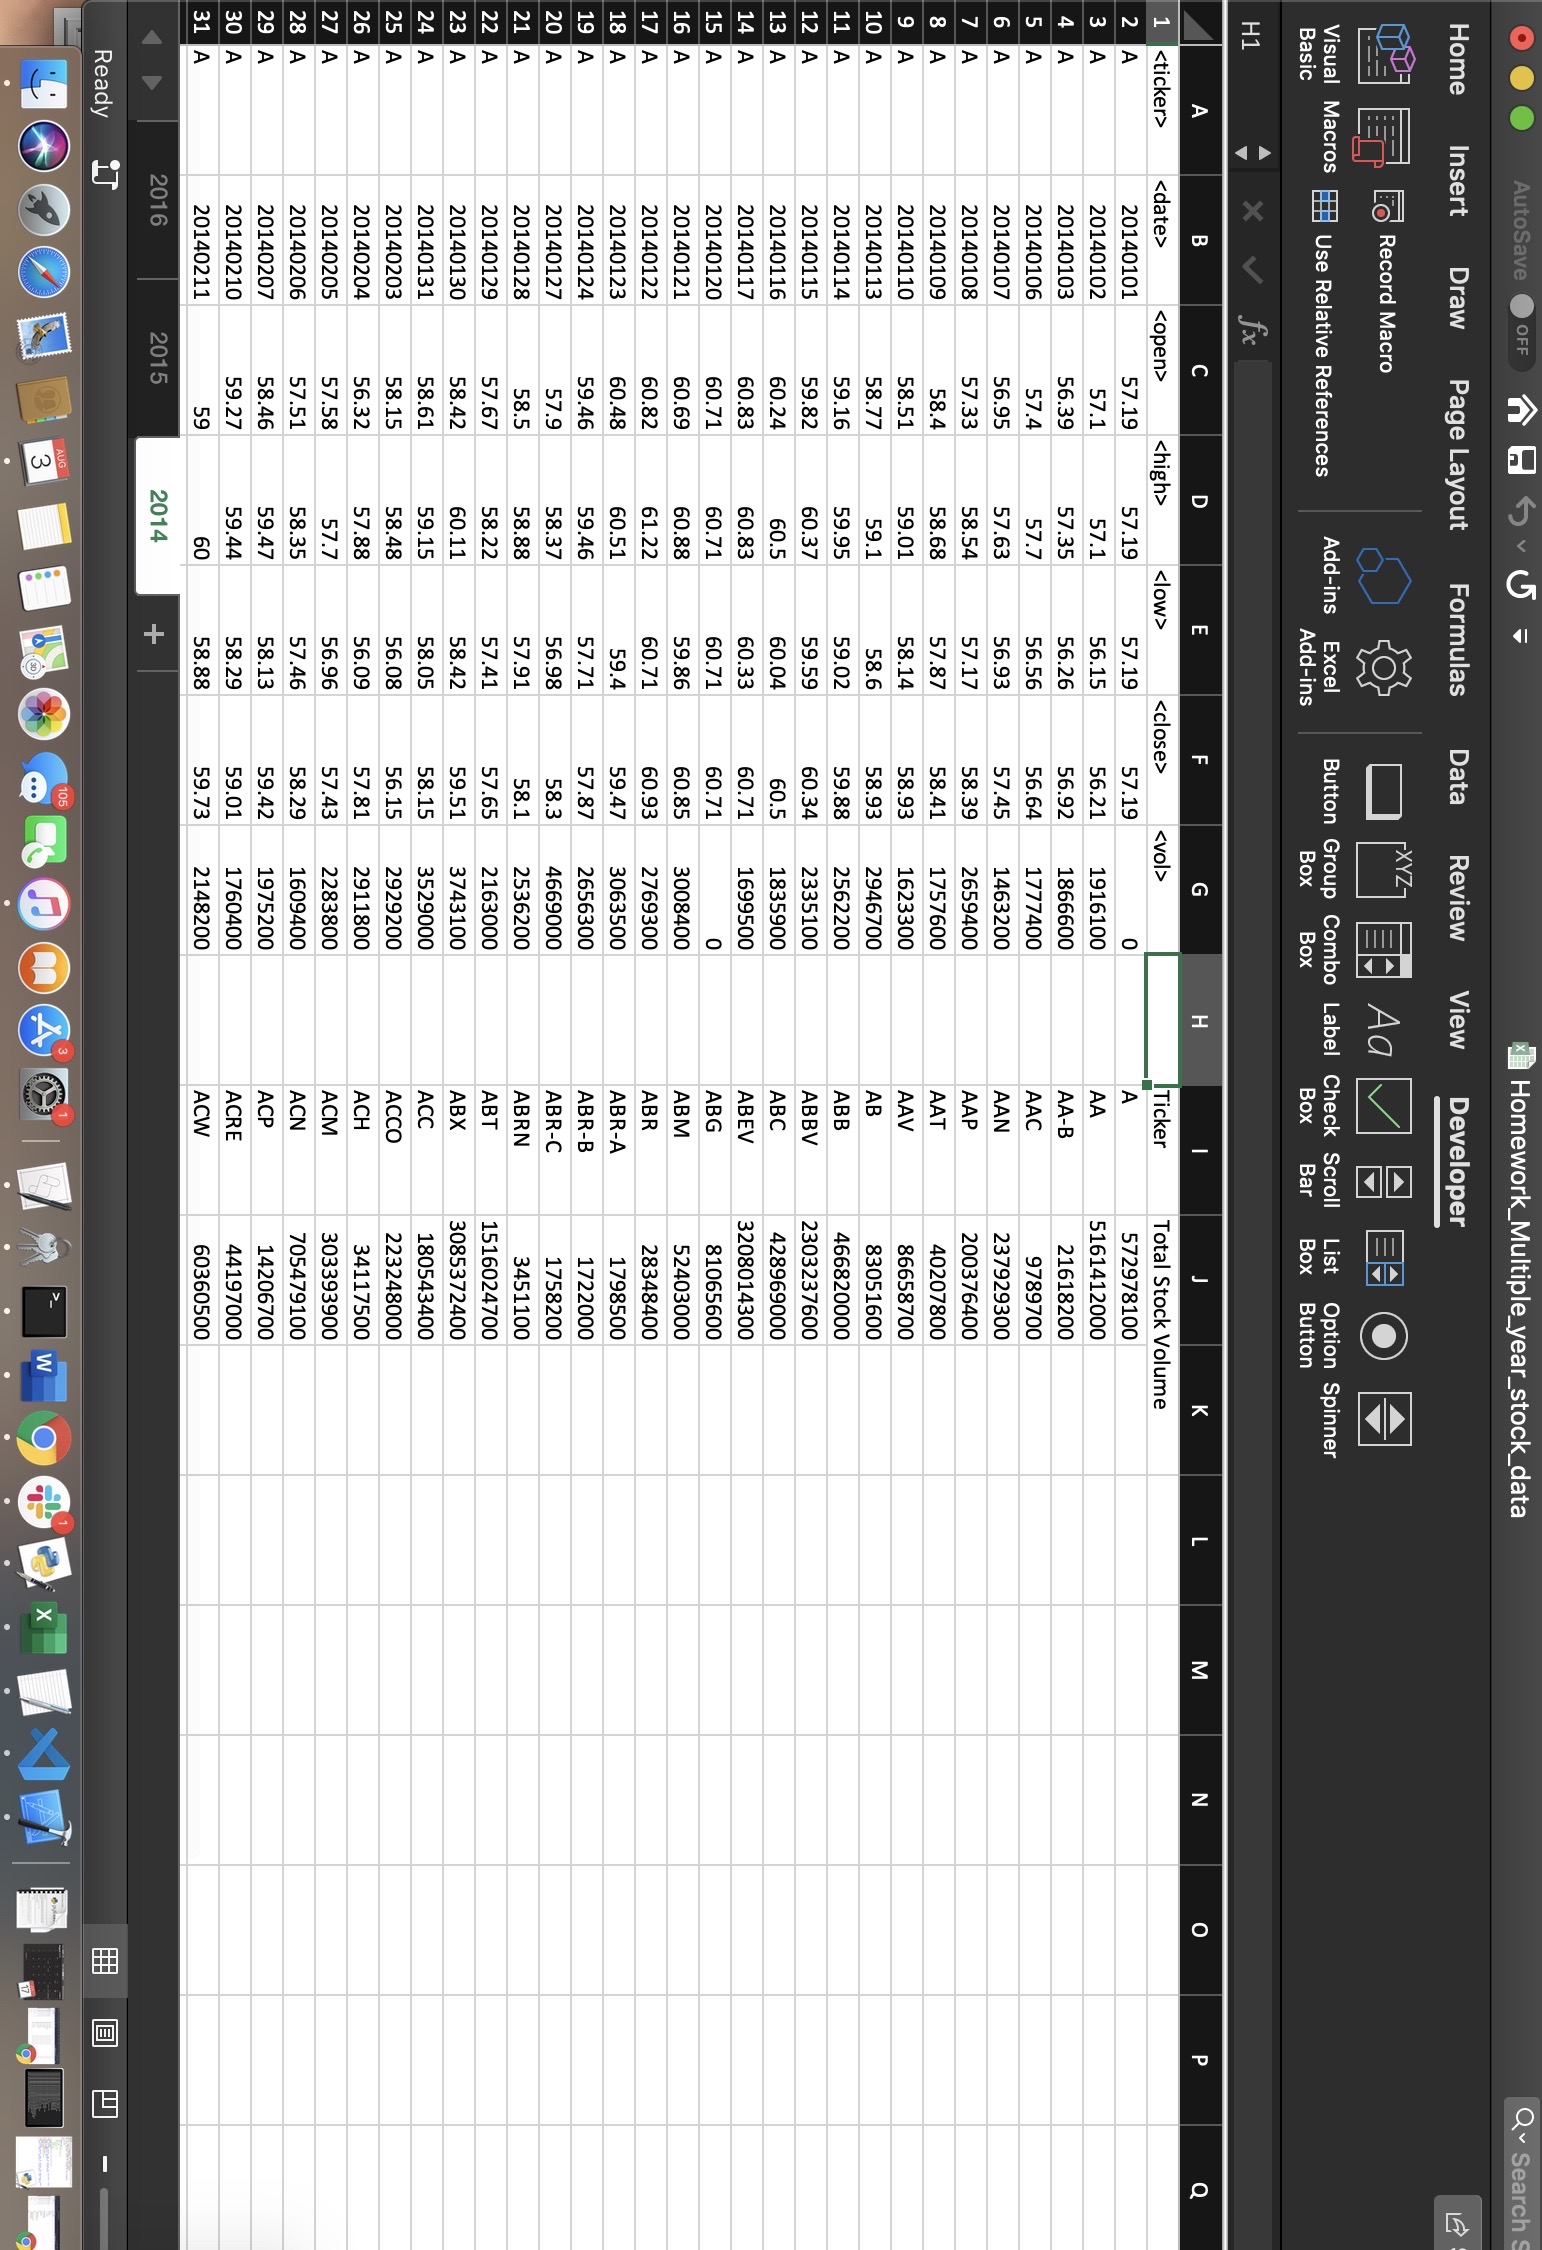 AutoSave OFF Homework_Multiple_year_stock_data Search S
Home Insert Draw Page Layout Formulas Data Review View Developer
Visual Basic Macros Record Macro Use Relative References Add-ins Excel Add-ins Button Group Box Combo Box Label Check Box Scroll Bar List Box Option Button Spinner
XYZ Aa
H1 fx
A B C D E F G H I J K L M N O P Q
1 <ticker> <date> <open> <high> <low> <close> <vol> Ticker Total Stock Volume
2 A 20140101 57.19 57.19 57.19 57.19 0 A 572978100
3 A 20140102 57.1 57.1 56.15 56.21 1916100 AA 5161412000
4 A 20140103 56.39 57.35 56.26 56.92 1866600 AA-B 21618200
5 A 20140106 57.4 57.7 56.56 56.64 1777400 AAC 9789700
6 A 20140107 56.95 57.63 56.93 57.45 1463200 AAN 237929300
7 A 20140108 57.33 58.54 57.17 58.39 2659400 AAP 200376400
8 A 20140109 58.4 58.68 57.87 58.41 1757600 AAT 40207800
9 A 20140110 58.51 59.01 58.14 58.93 1623300 AAV 86658700
10 A 20140113 58.77 59.1 58.6 58.93 2946700 AB 83051600
11 A 20140114 59.16 59.95 59.02 59.88 2562200 ABB 466820000
12 A 20140115 59.82 60.37 59.59 60.34 2335100 ABBV 2303237600
13 A 20140116 60.24 60.5 60.04 60.5 1835900 ABC 428969000
14 A 20140117 60.83 60.83 60.33 60.71 1699500 ABEV 3208014300
15 A 20140120 60.71 60.71 60.71 60.71 0 ABG 81065600
16 A 20140121 60.69 60.88 59.86 60.85 3008400 ABM 52403000
17 A 20140122 60.82 61.22 60.71 60.93 2769300 ABR 28348400
18 A 20140123 60.48 60.51 59.4 59.47 3063500 ABR-A 1798500
19 A 20140124 59.46 59.46 57.71 57.87 2656300 ABR-B 1722000
20 A 20140127 57.9 58.37 56.98 58.3 4669000 ABR-C 1758200
21 A 20140128 58.5 58.88 57.91 58.1 2536200 ABRN 3451100
22 A 20140129 57.67 58.22 57.41 57.65 2163000 ABT 1516024700
23 A 20140130 58.42 60.11 58.42 59.51 3743100 ABX 3085372400
24 A 20140131 58.61 59.15 58.05 58.15 3529000 ACC 180543400
25 A 20140203 58.15 58.48 56.08 56.15 2929200 ACCO 223248000
26 A 20140204 56.32 57.88 56.09 57.81 2911800 ACH 34117500
27 A 20140205 57.58 57.7 56.96 57.43 2283800 ACM 303393900
28 A 20140206 57.51 58.35 57.46 58.29 1609400 ACN 705479100
29 A 20140207 58.46 59.47 58.13 59.42 1975200 ACP 14206700
30 A 20140210 59.27 59.44 58.29 59.01 1760400 ACRE 44197000
31 A 20140211 59 60 58.88 59.73 2148200 ACW 60360500
2016 2015 2014 +
Ready
AUG 3 105 3 1 W 1 X 17